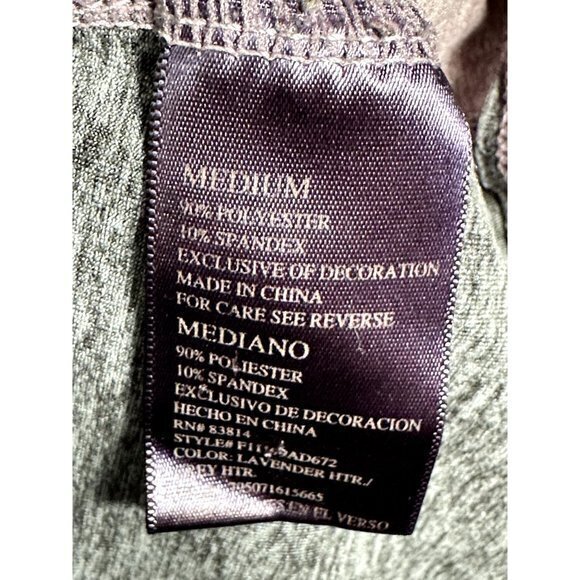 MEDIUM
90% POLYESTER
10% SPANDEX
EXCLUSIVE OF DECORATION
MADE IN CHINA
FOR CARE SEE REVERSE
MEDIANO
90% POLIESTER
10% SPANDEX
EXCLUSIVO DE DECORACION
HECHO EN CHINA
RN# 83814
STYLE#
COLOR: LAVENDER HTR./
HTR.
EN EL VERSO